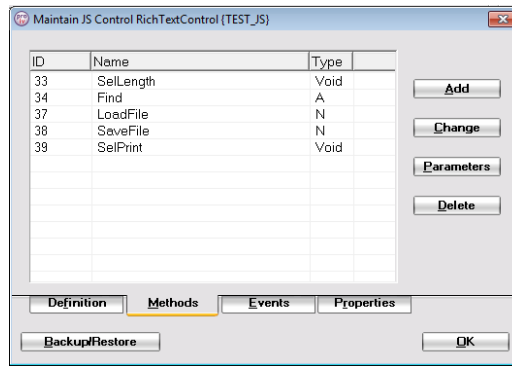 Maintain JS Control RichTextControl {TEST_JS}
ID Name Type
33 SelLength Void
34 Find A
37 LoadFile N
38 SaveFile N
39 SelPrint Void
Add
Change
Parameters
Delete
Definition Methods Events Properties
Backup/Restore OK